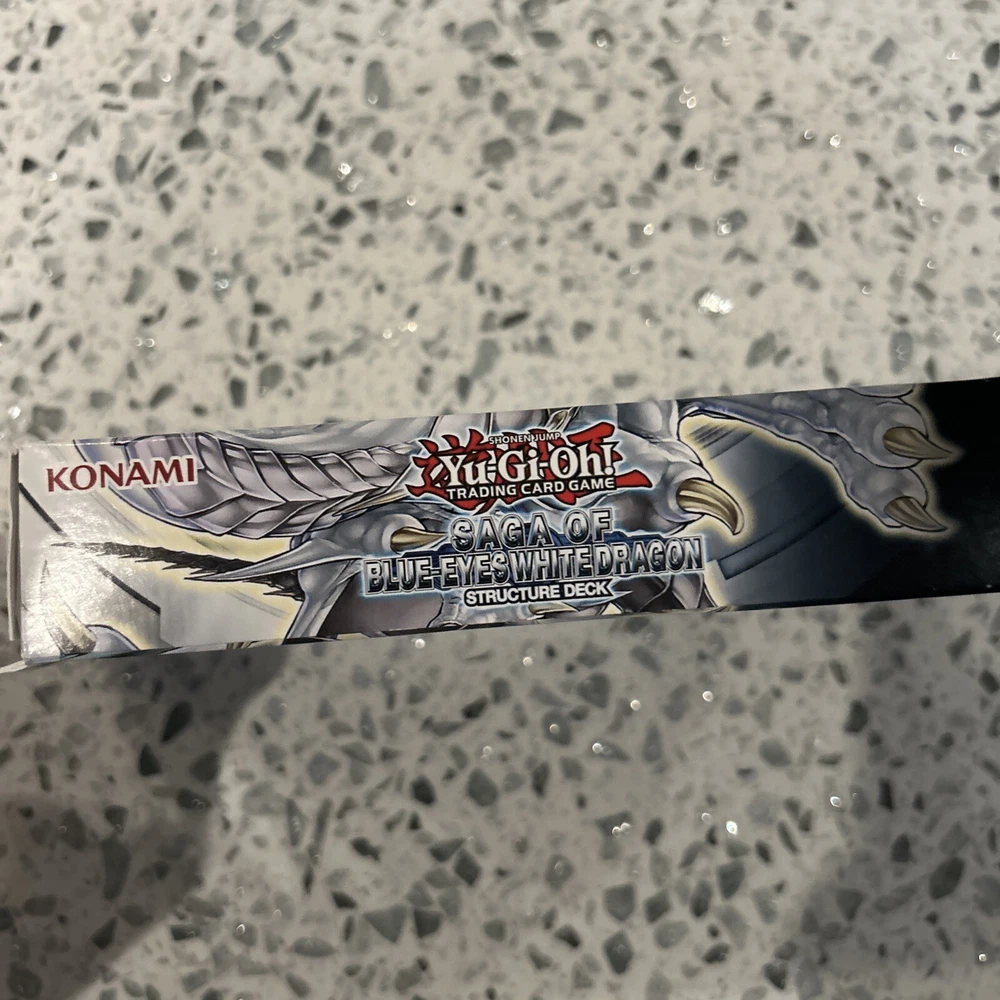 KONAMI
SHONEN JUMP
Yu-Gi-Oh!
TRADING CARD GAME
SAGA OF
BLUE-EYES WHITE DRAGON
STRUCTURE DECK